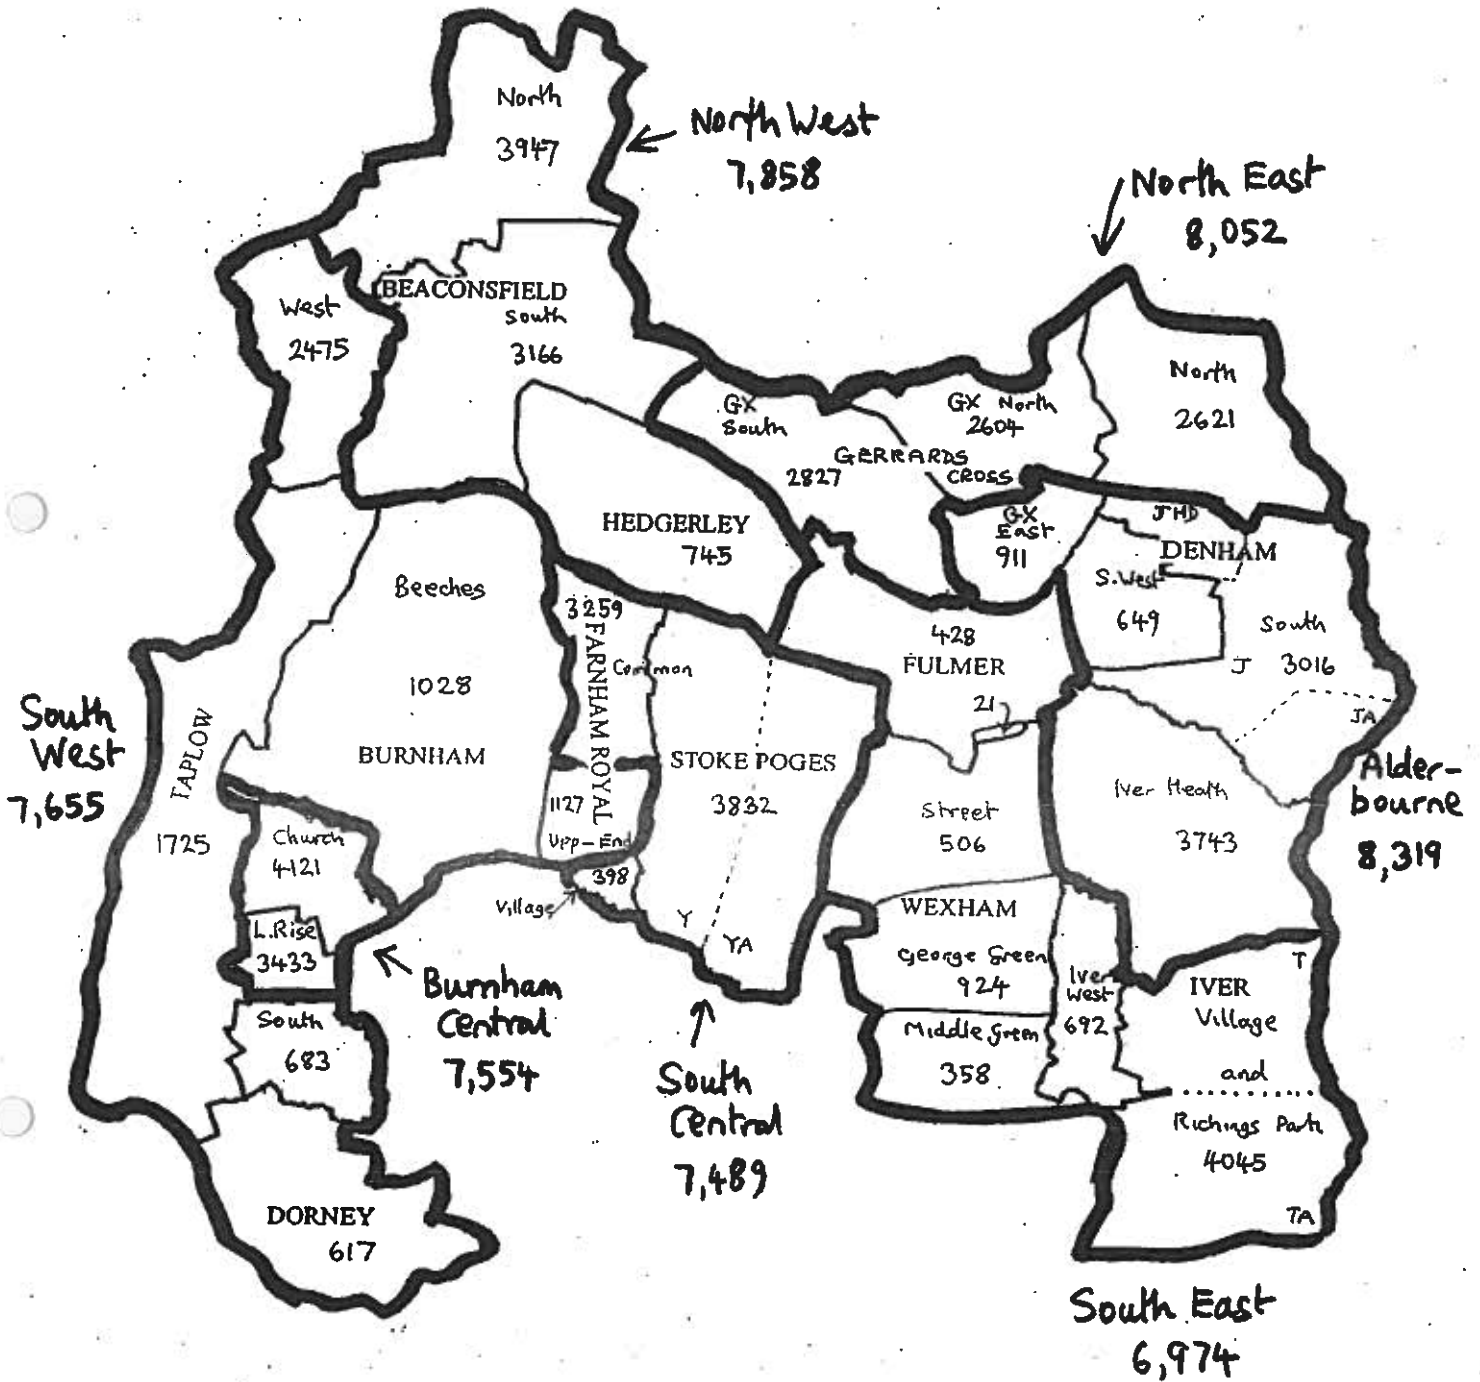 North
3947
North West
7,858
North East
8,052
West
2475
BEACONSFIELD
South
3166
North
2621
GX
South
2827
GX North
2604
GERRARDS
CROSS
GX
East
911
JHD
DENHAM
S.West
649
South
J 3016
JA
HEDGERLEY
745
Beeches
1028
BURNHAM
3259
FARNHAM ROYAL
Common
428
FULMER
21
STOKE POGES
3832
1127
Upp-End
398
Village
Y
YA
South
West
7,655
TAPLOW
1725
Church
4121
L.Rise
3433
South
683
DORNEY
617
Burnham
Central
7,554
South
Central
7,489
Street
506
WEXHAM
George Green
924
Middle Green
358
Iver
West
692
Iver Heath
3743
Alder-
bourne
8,319
T
IVER
Village
and
Richings Park
4045
TA
South East
6,974